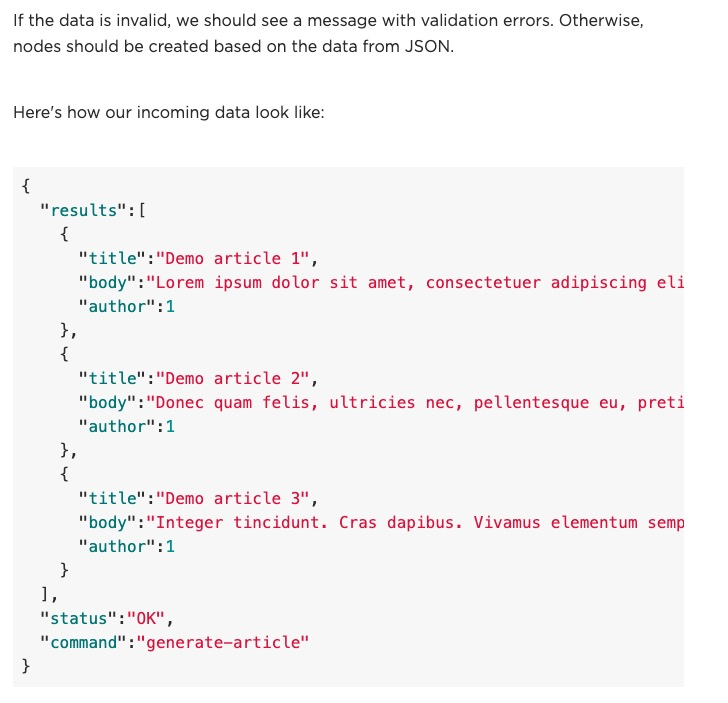 If the data is invalid, we should see a message with validation errors. Otherwise,
nodes should be created based on the data from JSON.
Here's how our incoming data look like:
{
  "results":[
    {
      "title":"Demo article 1",
      "body":"Lorem ipsum dolor sit amet, consectetuer adipiscing eli
      "author":1
    },
    {
      "title":"Demo article 2",
      "body":"Donec quam felis, ultricies nec, pellentesque eu, preti
      "author":1
    },
    {
      "title":"Demo article 3",
      "body":"Integer tincidunt. Cras dapibus. Vivamus elementum semp
      "author":1
    }
  ],
  "status":"OK",
  "command":"generate-article"
}